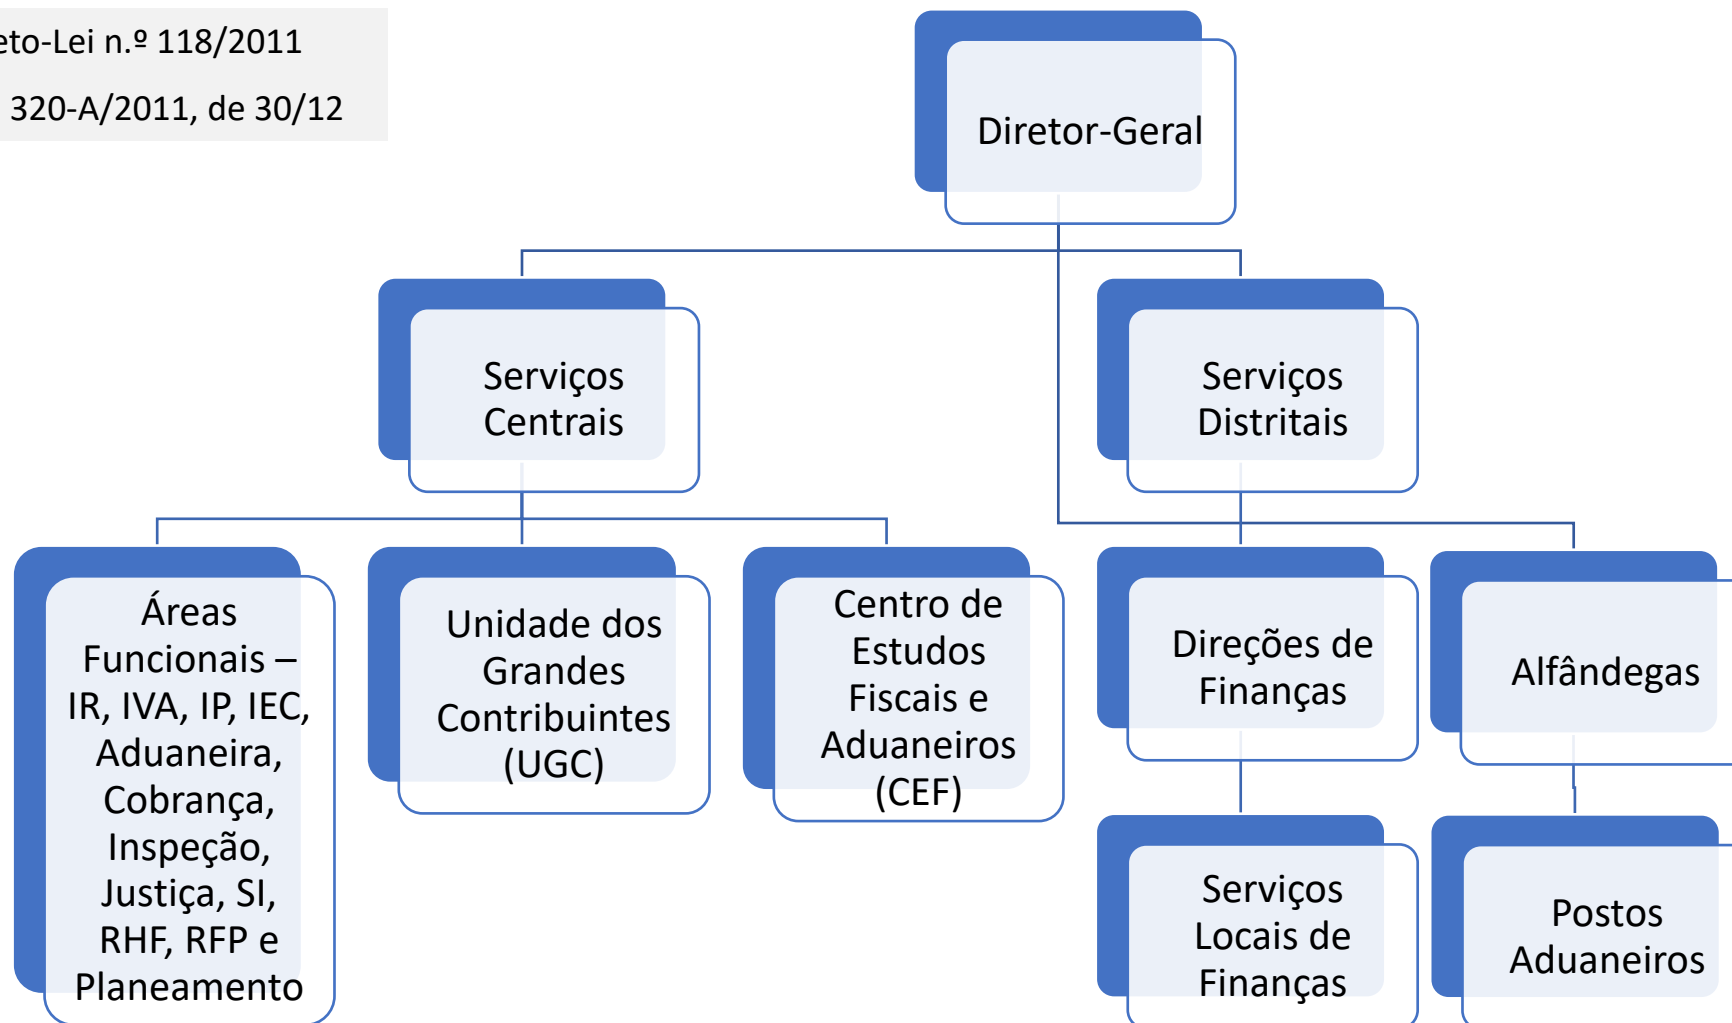 eto-Lei n.º 118/2011
320-A/2011, de 30/12
Diretor-Geral
Serviços
Centrais
Serviços
Distritais
Áreas
Funcionais –
IR, IVA, IP, IEC,
Aduaneira,
Cobrança,
Inspeção,
Justiça, SI,
RHF, RFP e
Planeamento
Unidade dos
Grandes
Contribuintes
(UGC)
Centro de
Estudos
Fiscais e
Aduaneiros
(CEF)
Direções de
Finanças
Alfândegas
Serviços
Locais de
Finanças
Postos
Aduaneiros